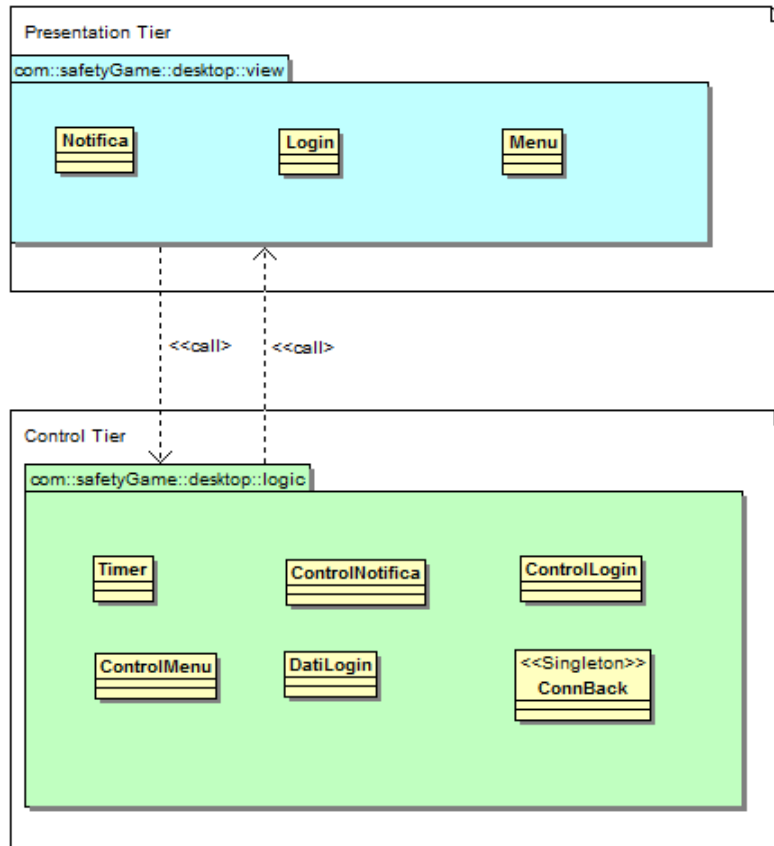 Presentation Tier
com::safetyGame::desktop::view
Notifica
Login
Menu
<<call>
<<call>
Control Tier
com::safetyGame::desktop::logic
Timer
ControlNotifica
ControlLogin
ControlMenu
DatiLogin
<<Singleton>>
ConnBack